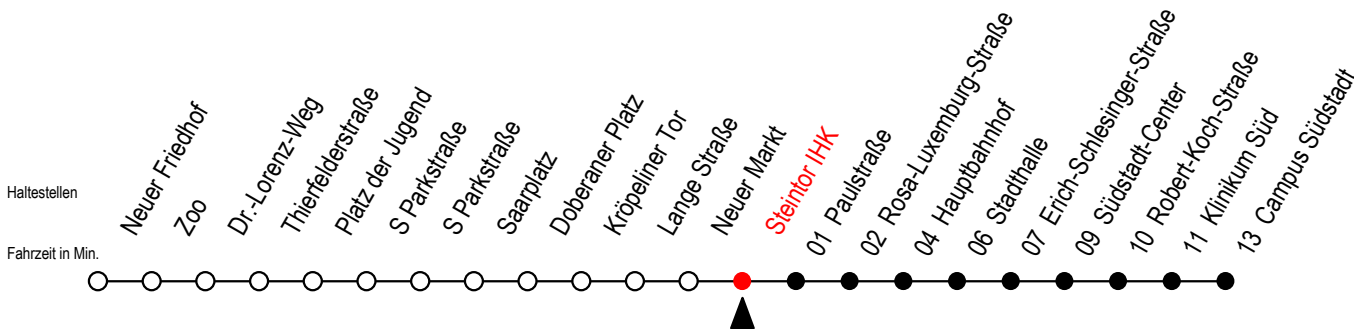 Haltestellen
Fahrzeit in Min.
Neuer Friedhof
Zoo
Dr.-Lorenz-Weg
Thierfelderstraße
Platz der Jugend
S Parkstraße
S Parkstraße
Saarplatz
Doberaner Platz
Kröpeliner Tor
Lange Straße
Neuer Markt
Steintor IHK
01 Paulstraße
02 Rosa-Luxemburg-Straße
04 Hauptbahnhof
06 Stadthalle
07 Erich-Schlesinger-Straße
09 Südstadt-Center
10 Robert-Koch-Straße
11 Klinikum Süd
13 Campus Südstadt